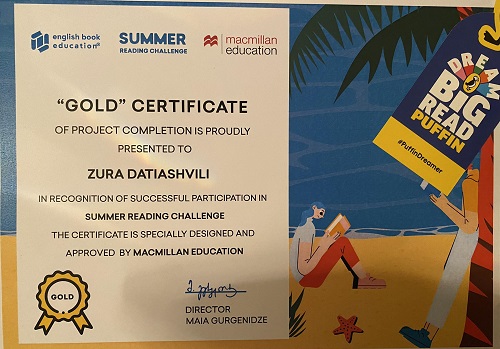 english book
education
SUMMER
READING CHALLENGE
macmillan
education
"GOLD" CERTIFICATE
OF PROJECT COMPLETION IS PROUDLY
PRESENTED TO
ZURA DATIASHVILI
IN RECOGNITION OF SUCCESSFUL PARTICIPATION IN
SUMMER READING CHALLENGE
THE CERTIFICATE IS SPECIALLY DESIGNED AND
APPROVED BY MACMILLAN EDUCATION
GOLD
DIRECTOR
MAIA GURGENIDZE
DREAM
BIG
READ
PUFFIN
#PuffinDreamer